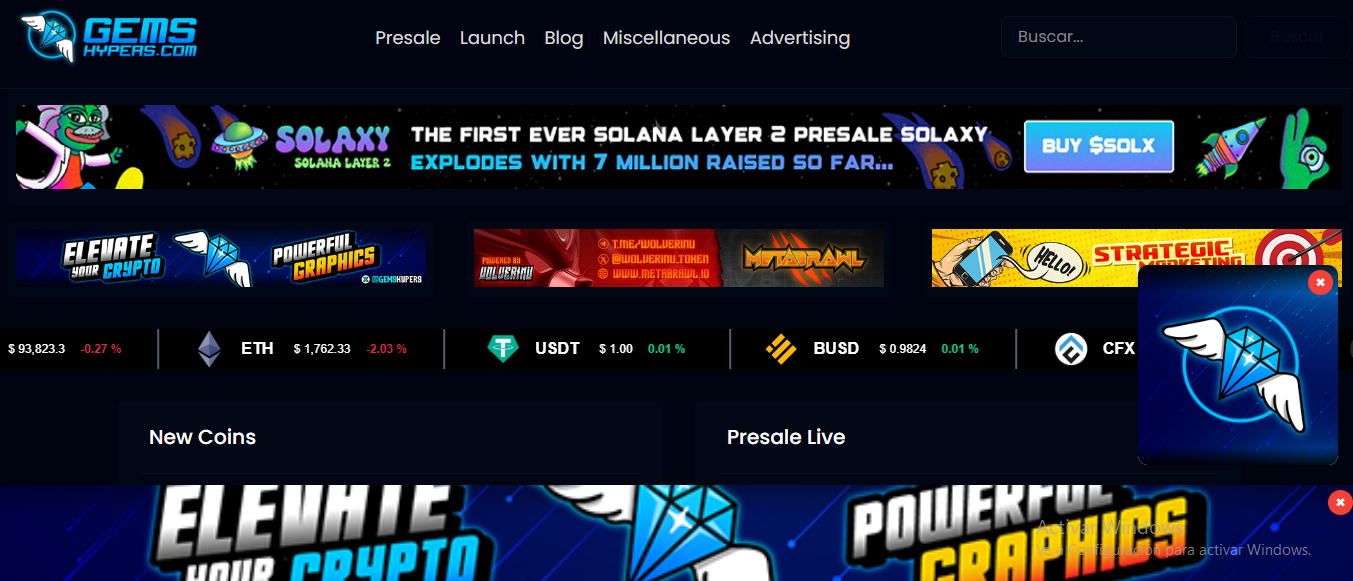 GEMS
HYPERS.COM
Presale Launch Blog Miscellaneous Advertising
Buscar...
Buscar
SOLAXY
SOLANA LAYER 2
THE FIRST EVER SOLANA LAYER 2 PRESALE SOLAXY
EXPLODES WITH 7 MILLION RAISED SO FAR...
BUY $SOLX
ELEVATE
YOUR CRYPTO
POWERFUL
GRAPHICS
@GEMSHYPERS
POWERED BY
WOLVERINU
T.ME/WOLVERINU
@WOLVERINU_TOKEN
WWW.METABRAWL.IO
METABRAWL
HELLO!
STRATEGIC
MARKETING
$ 93,823.3 -0.27 %
ETH $ 1,762.33 -2.03 %
USDT $ 1.00 0.01 %
BUSD $ 0.9824 0.01 %
CFX
New Coins
Presale Live
ELEVATE
YOUR CRYPTO
POWERFUL
GRAPHICS
Activar Windows
Ve a Configuración para activar Windows.